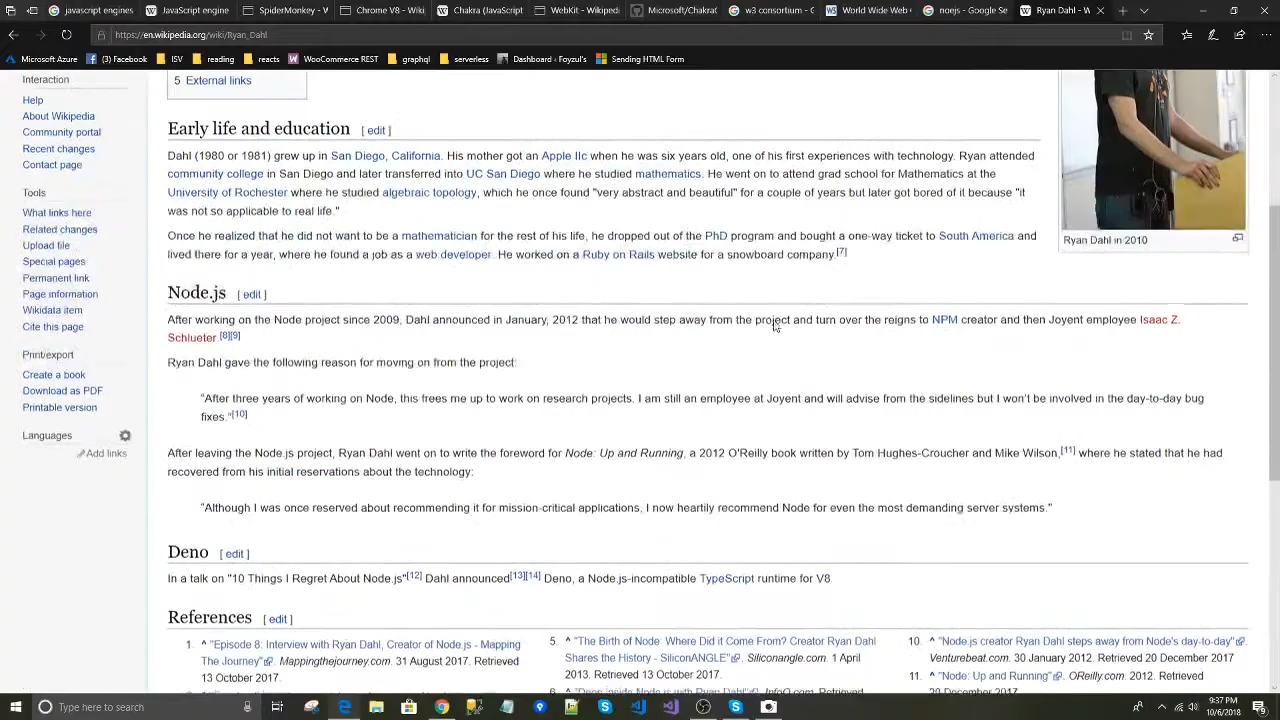 javascript engine
JavaScript engine
SpiderMonkey - V
Chrome V8 - Wiki
Chakra (JavaScript
WebKit - Wikipedi
Microsoft/Chakra
w3 consortium - G
World Wide Web
noejs - Google Se
Ryan Dahl - W
https://en.wikipedia.org/wiki/Ryan_Dahl
Microsoft Azure
(3) Facebook
ISV
reading
reacts
WooCommerce REST
graphql
serverless
Dashboard ‹ Foyzul's
Sending HTML Form
Interaction
Help
About Wikipedia
Community portal
Recent changes
Contact page
Tools
What links here
Related changes
Upload file
Special pages
Permanent link
Page information
Wikidata item
Cite this page
Print/export
Create a book
Download as PDF
Printable version
Languages
Add links
5 External links
Early life and education [ edit ]
Dahl (1980 or 1981) grew up in San Diego, California. His mother got an Apple IIc when he was six years old, one of his first experiences with technology. Ryan attended
community college in San Diego and later transferred into UC San Diego where he studied mathematics. He went on to attend grad school for Mathematics at the
University of Rochester where he studied algebraic topology, which he once found "very abstract and beautiful" for a couple of years but later got bored of it because "it
was not so applicable to real life."
Once he realized that he did not want to be a mathematician for the rest of his life, he dropped out of the PhD program and bought a one-way ticket to South America and
lived there for a year, where he found a job as a web developer. He worked on a Ruby on Rails website for a snowboard company.[7]
Ryan Dahl in 2010
Node.js [ edit ]
After working on the Node project since 2009, Dahl announced in January, 2012 that he would step away from the project and turn over the reigns to NPM creator and then Joyent employee Isaac Z.
Schlueter.[8][9]
Ryan Dahl gave the following reason for moving on from the project:
"After three years of working on Node, this frees me up to work on research projects. I am still an employee at Joyent and will advise from the sidelines but I won't be involved in the day-to-day bug
fixes."[10]
After leaving the Node.js project, Ryan Dahl went on to write the foreword for Node: Up and Running, a 2012 O'Reilly book written by Tom Hughes-Croucher and Mike Wilson,[11] where he stated that he had
recovered from his initial reservations about the technology:
"Although I was once reserved about recommending it for mission-critical applications, I now heartily recommend Node for even the most demanding server systems."
Deno [ edit ]
In a talk on "10 Things I Regret About Node.js"[12] Dahl announced[13][14] Deno, a Node.js-incompatible TypeScript runtime for V8.
References [ edit ]
1. ^ "Episode 8: Interview with Ryan Dahl, Creator of Node.js - Mapping
The Journey". Mappingthejourney.com. 31 August 2017. Retrieved
13 October 2017.
5. ^ "The Birth of Node: Where Did it Come From? Creator Ryan Dahl
Shares the History - SiliconANGLE". Siliconangle.com. 1 April
2013. Retrieved 13 October 2017.
6. ^ "Deep inside Node.js with Ryan Dahl". InfoQ.com. Retrieved
10. ^ "Node.js creator Ryan Dahl steps away from Node's day-to-day".
Venturebeat.com. 30 January 2012. Retrieved 20 December 2017
11. ^ "Node: Up and Running". OReilly.com. 2012. Retrieved
20 December 2017
Type here to search
9:37 PM
10/6/2018